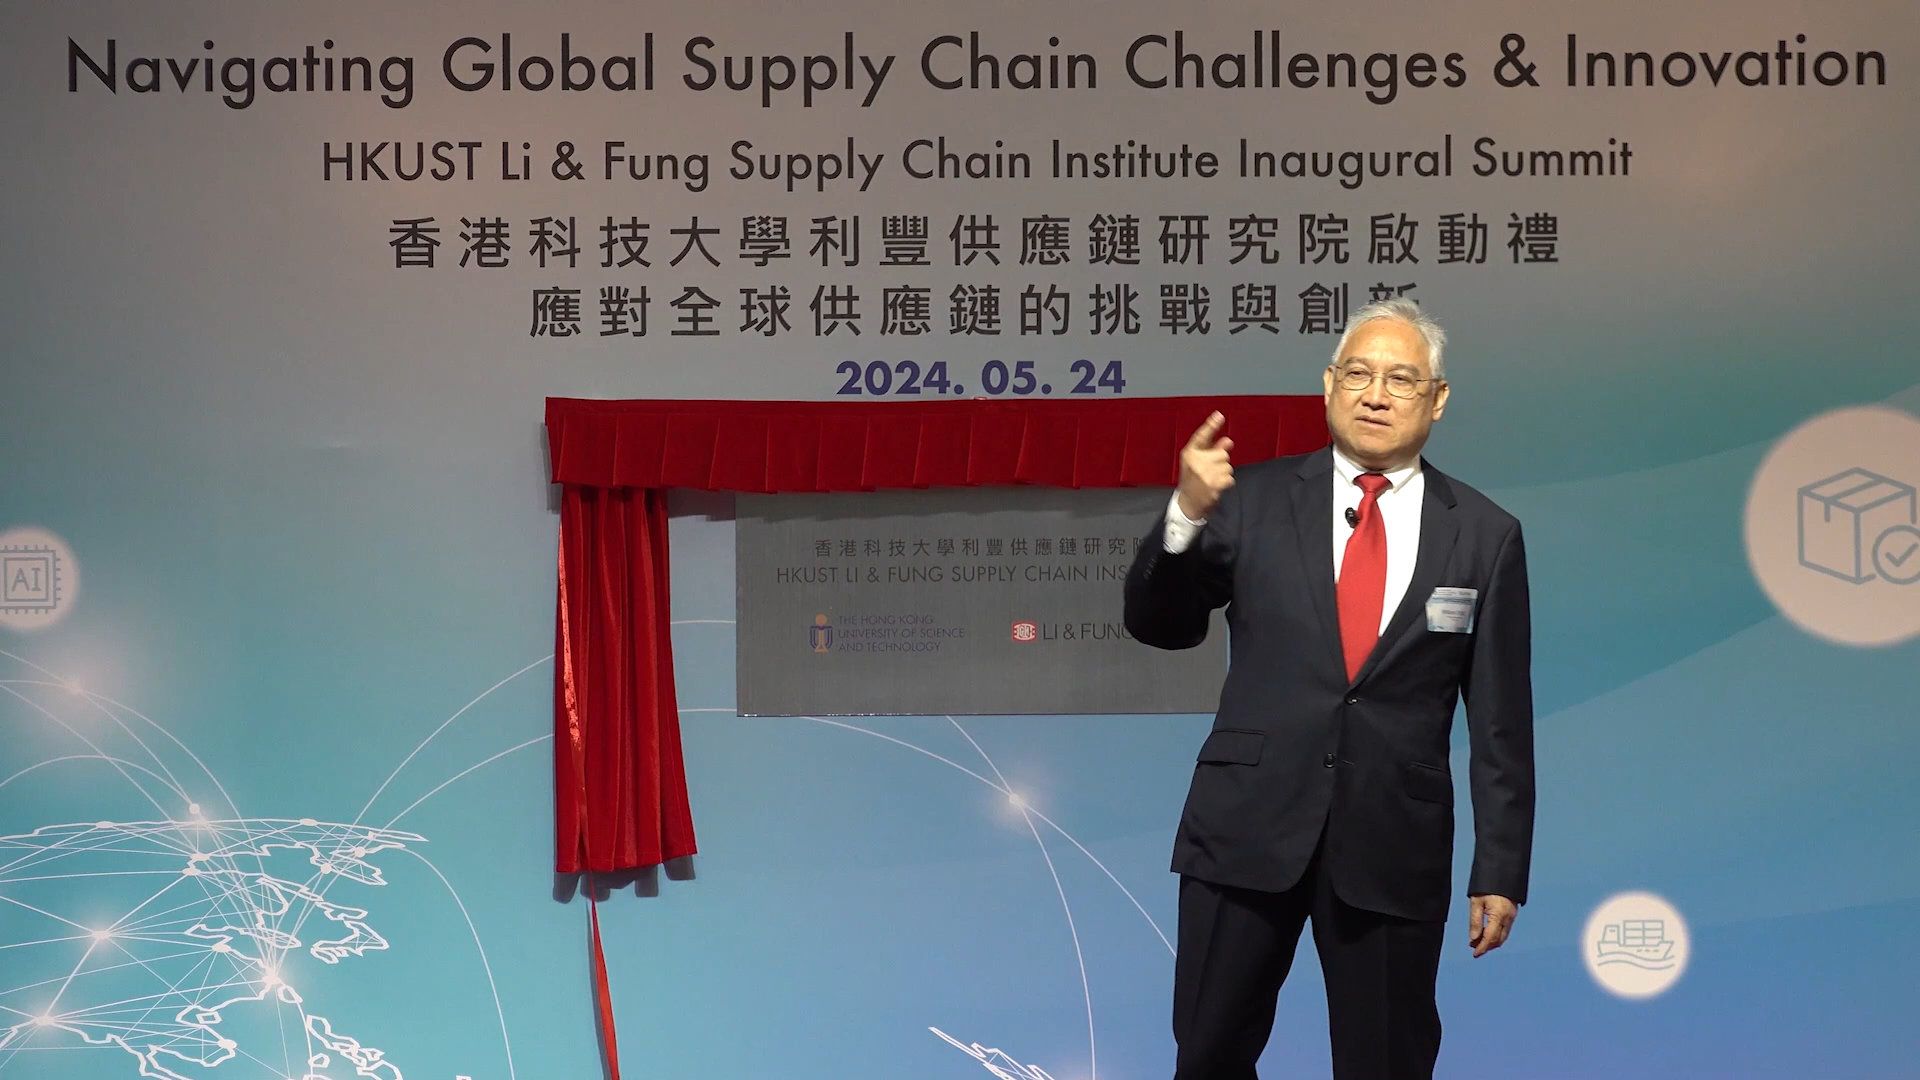 Navigating Global Supply Chain Challenges & Innovation
HKUST Li & Fung Supply Chain Institute Inaugural Summit
香港科技大學利豐供應鏈研究院啟動禮
應對全球供應鏈的挑戰與創新
2024. 05. 24
香港科技大學利豐供應鏈研究院
HKUST LI & FUNG SUPPLY CHAIN INS
THE HONG KONG
UNIVERSITY OF SCIENCE
AND TECHNOLOGY
LI & FUNG
AI